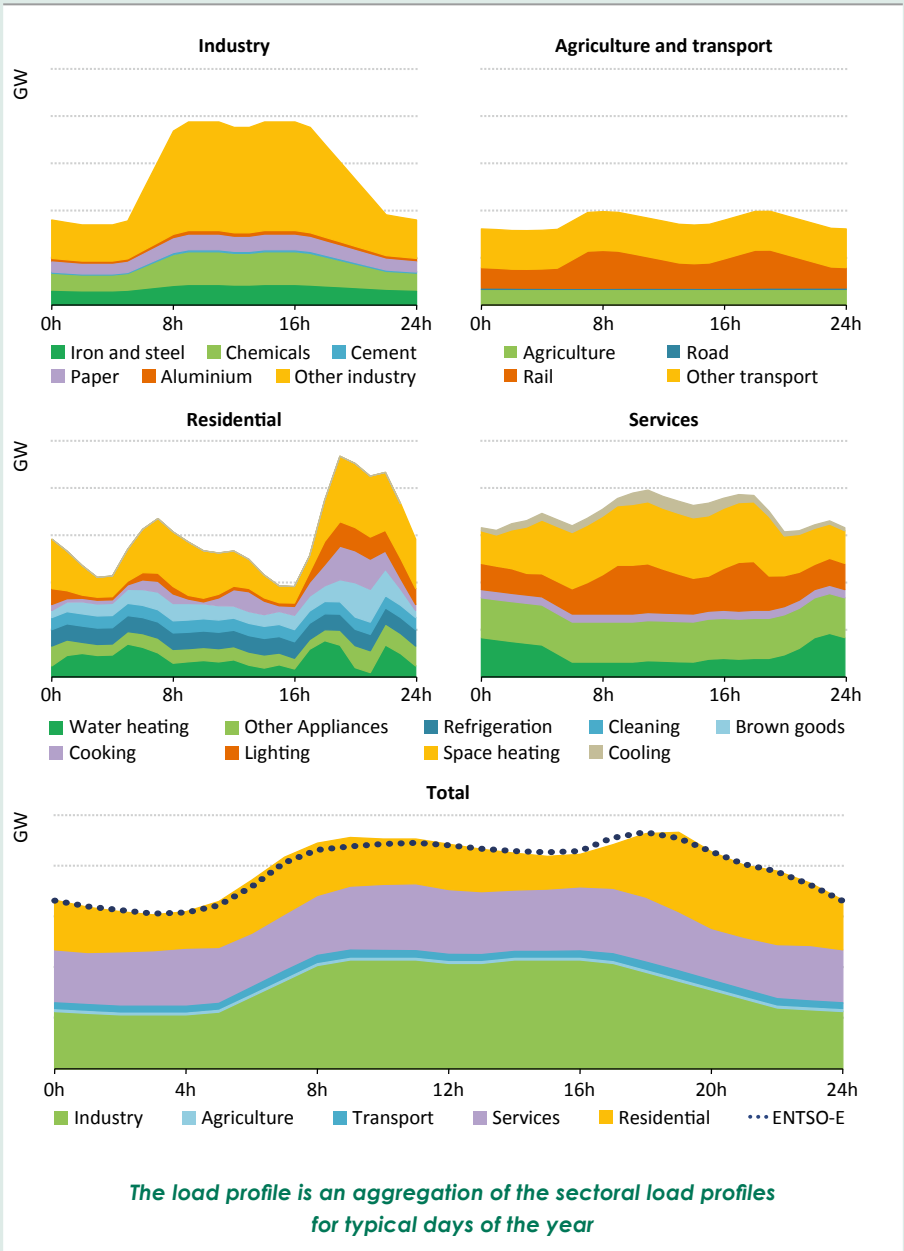 Industry
Agriculture and transport
GW
0h 8h 16h 24h
0h 8h 16h 24h
Iron and steel Chemicals Cement
Paper Aluminium Other industry
Agriculture Road
Rail Other transport
Residential
Services
GW
0h 8h 16h 24h
0h 8h 16h 24h
Water heating Other Appliances Refrigeration Cleaning Brown goods
Cooking Lighting Space heating Cooling
Total
GW
0h 4h 8h 12h 16h 20h 24h
Industry Agriculture Transport Services Residential ENTSO-E
The load profile is an aggregation of the sectoral load profiles
for typical days of the year